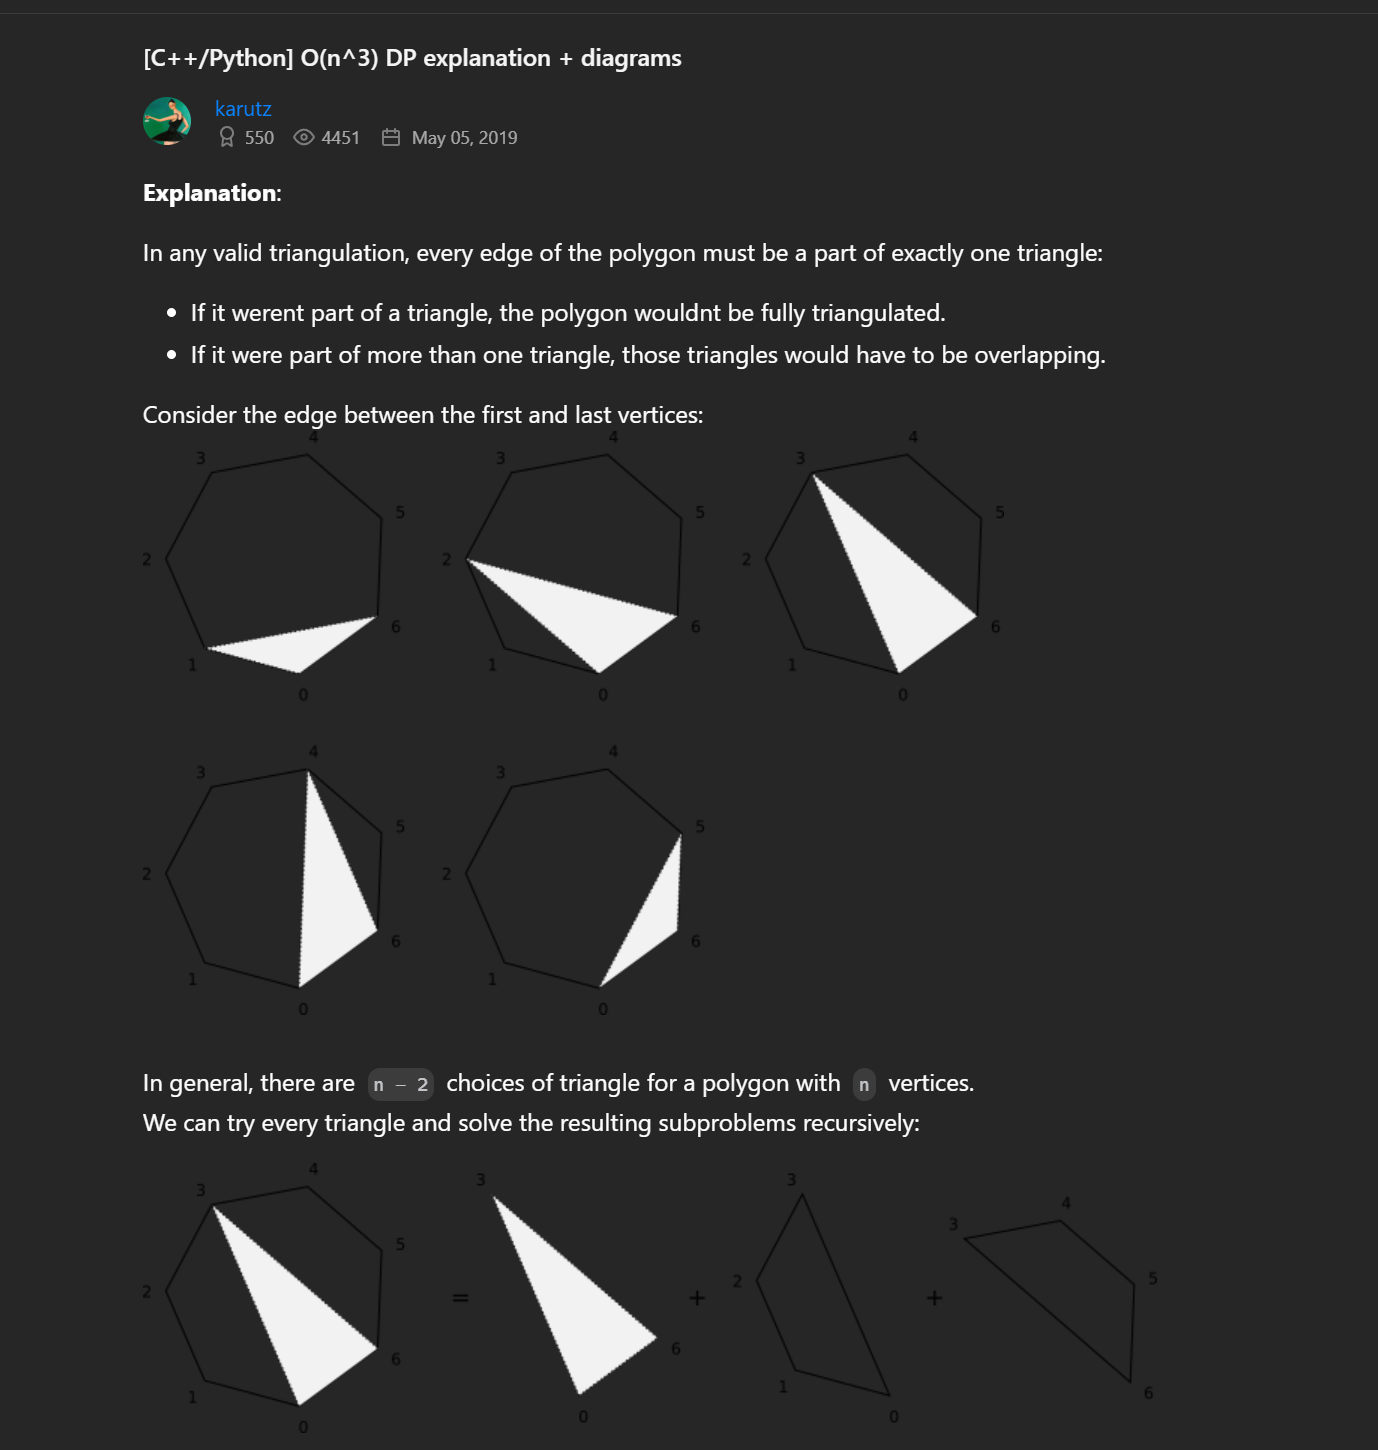 [C++/Python] O(n^3) DP explanation + diagrams
karutz
550 4451 May 05, 2019
Explanation:
In any valid triangulation, every edge of the polygon must be a part of exactly one triangle:
• If it werent part of a triangle, the polygon wouldnt be fully triangulated.
• If it were part of more than one triangle, those triangles would have to be overlapping.
Consider the edge between the first and last vertices:
4 4 4
3 3 3
5 5 5
2 2 2
6 6 6
1 1 1
0 0 0
4 4
3 3
5 5
2 2
6 6
1 1
0 0
In general, there are n - 2 choices of triangle for a polygon with n vertices.
We can try every triangle and solve the resulting subproblems recursively:
4
3 3 3 4
5 3
2 = + 2 + 5
6 6
1 1 6
0 0 0